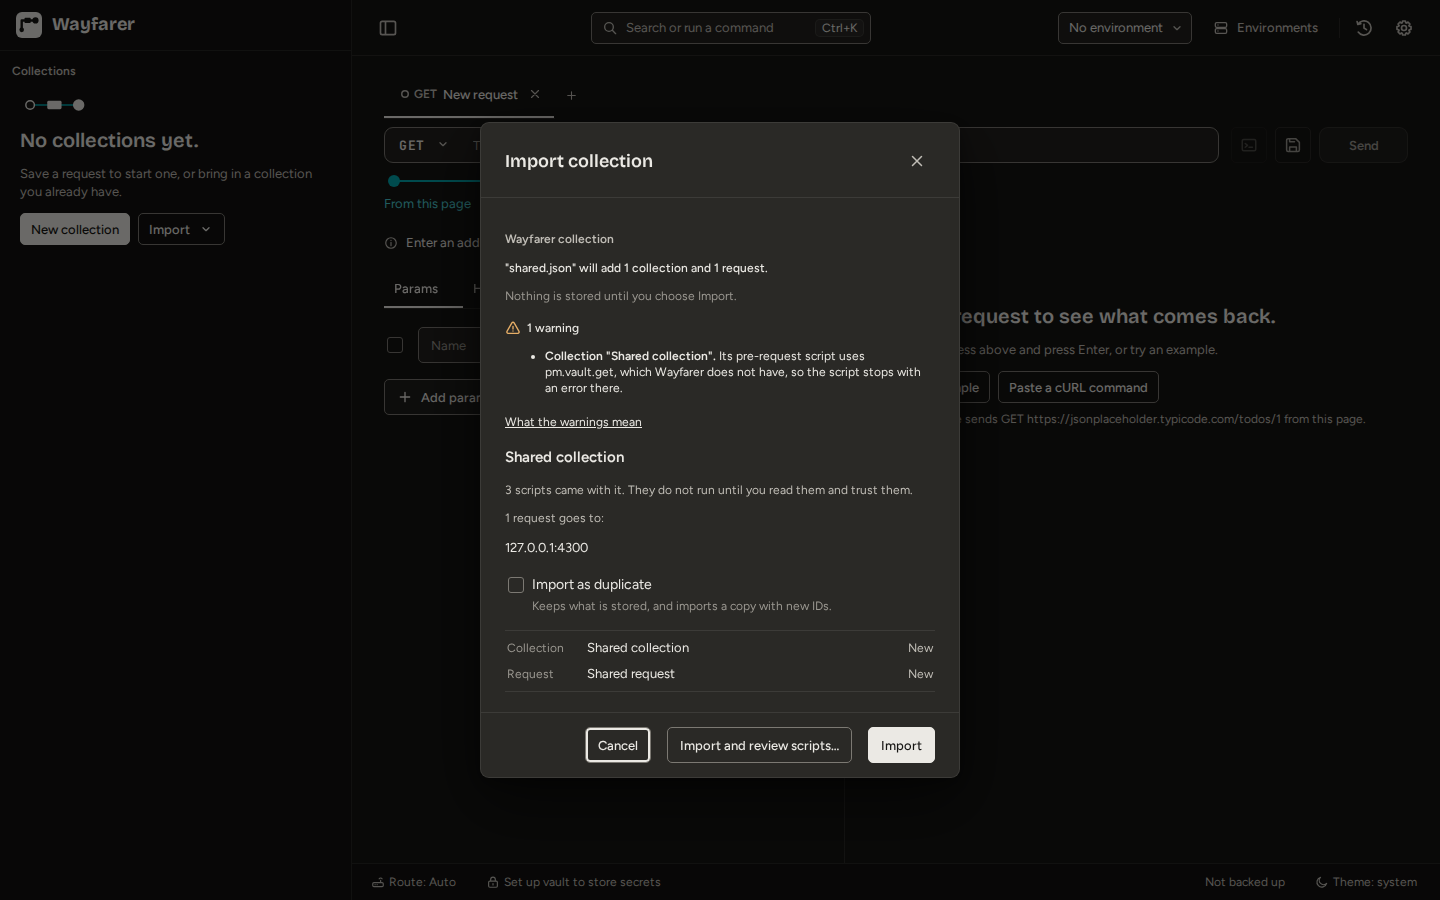 Wayfarer
Search or run a command
Ctrl+K
No environment
Environments
Collections
No collections yet.
Save a request to start one, or bring in a collection
you already have.
New collection
Import
GET New request
GET
Send
From this page
Enter an add
Params
Name
Add para
Import collection
Wayfarer collection
"shared.json" will add 1 collection and 1 request.
Nothing is stored until you choose Import.
1 warning
• Collection "Shared collection". Its pre-request script uses
pm.vault.get, which Wayfarer does not have, so the script stops with
an error there.
What the warnings mean
Shared collection
3 scripts came with it. They do not run until you read them and trust them.
1 request goes to:
127.0.0.1:4300
Import as duplicate
Keeps what is stored, and imports a copy with new IDs.
Collection Shared collection New
Request Shared request New
Cancel
Import and review scripts...
Import
request to see what comes back.
ess above and press Enter, or try an example.
ple
Paste a cURL command
sends GET https://jsonplaceholder.typicode.com/todos/1 from this page.
Route: Auto
Set up vault to store secrets
Not backed up
Theme: system